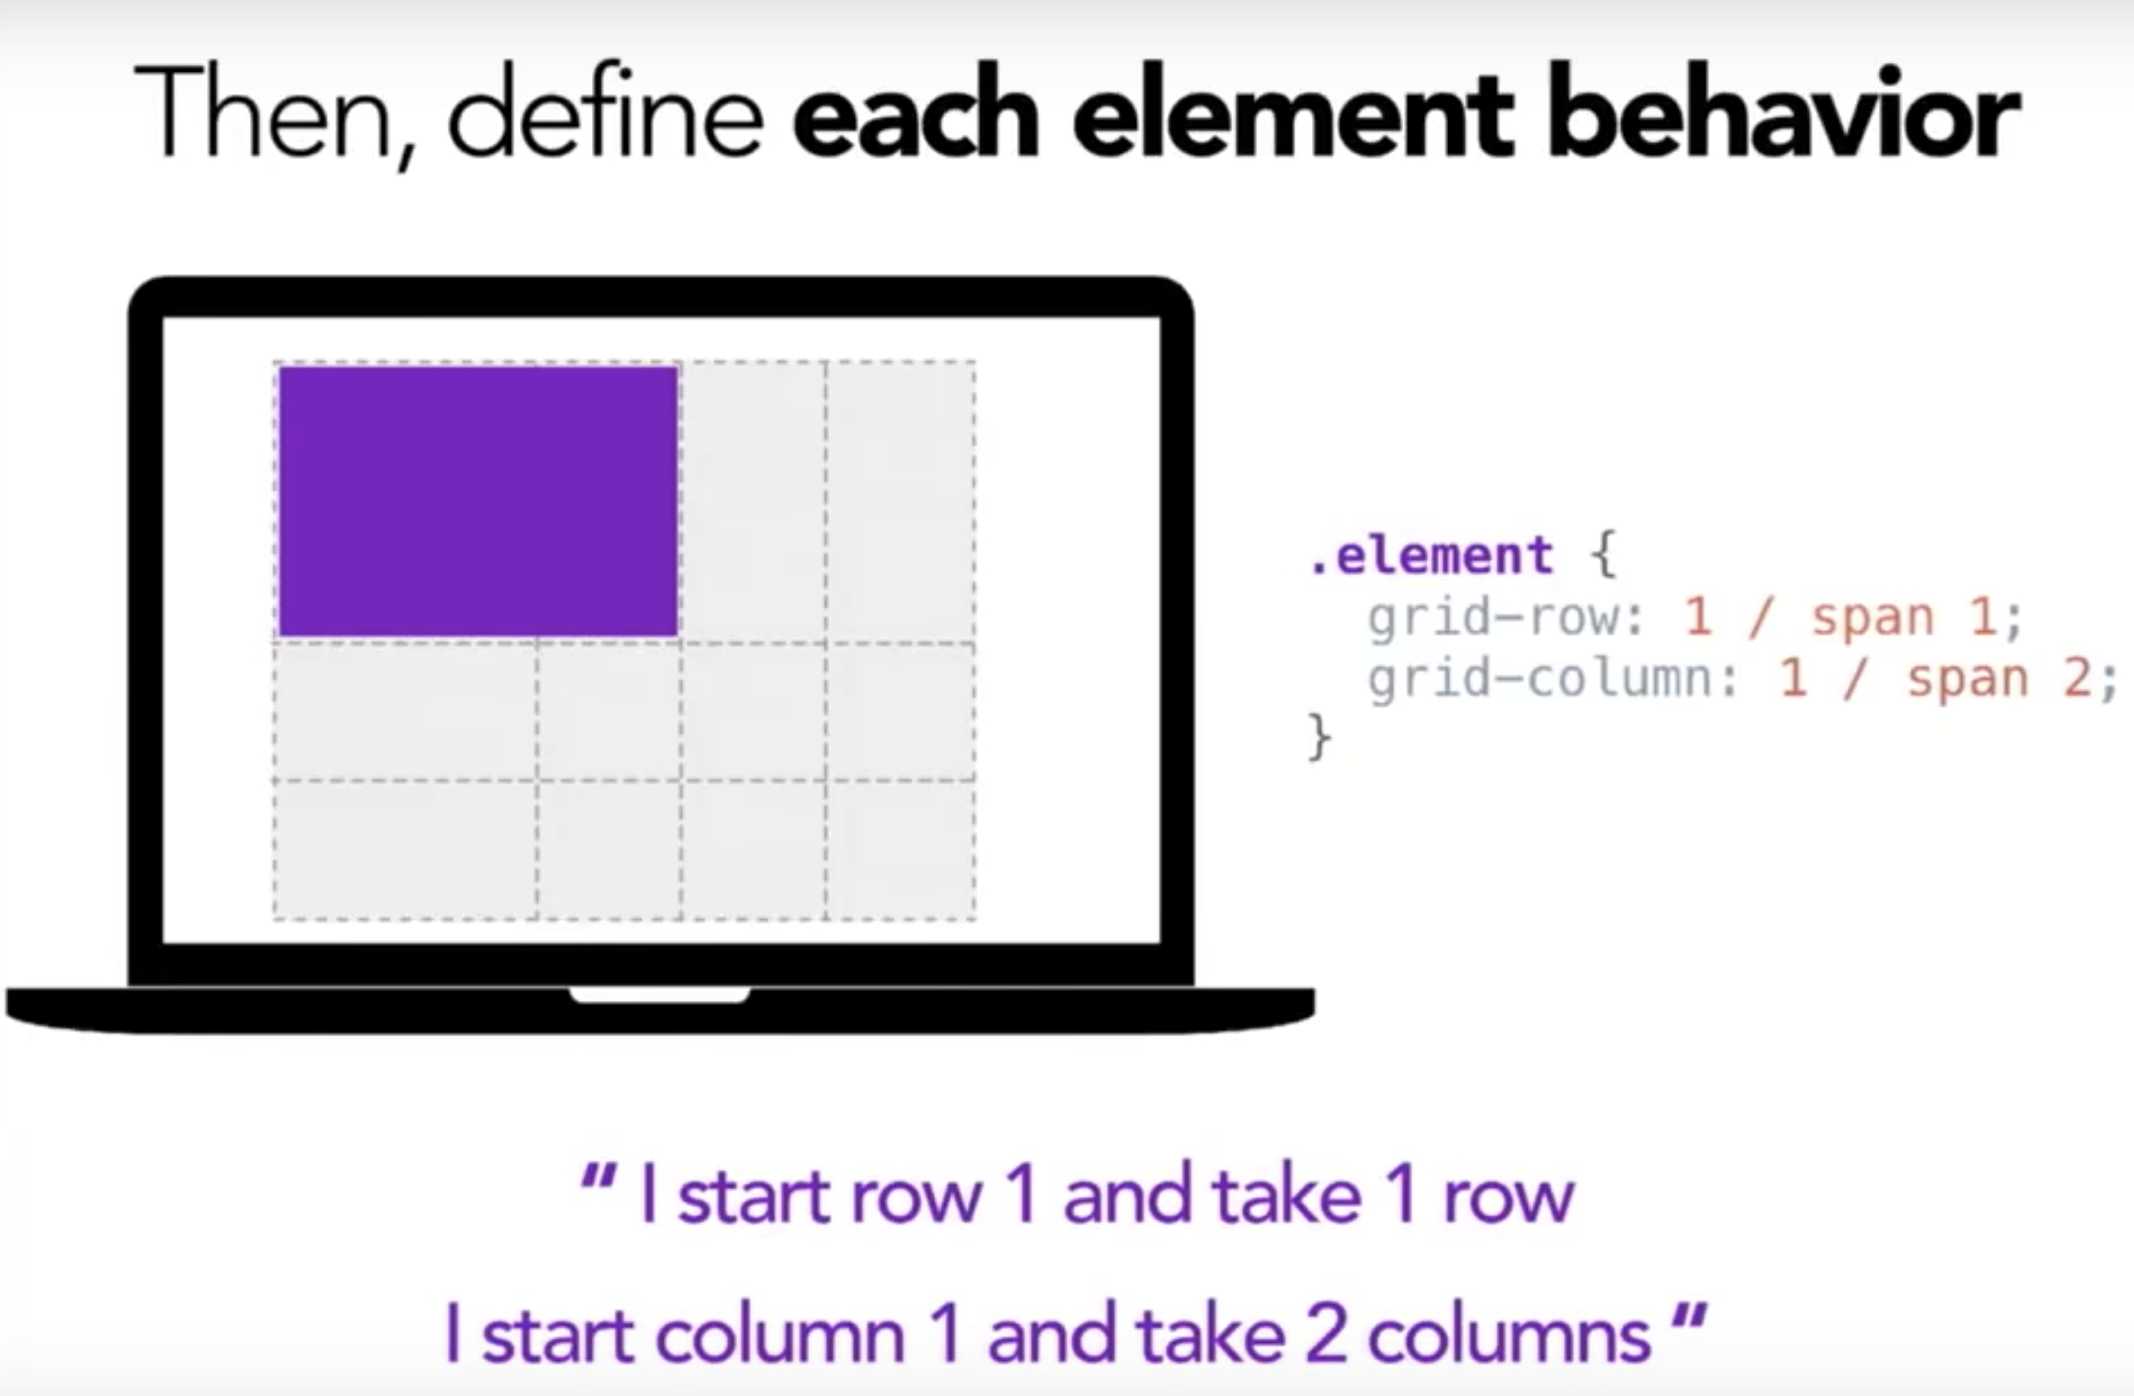 Then, define each element behavior
.element {
grid-row: 1 / span 1;
grid-column: 1 / span 2;
}
“ I start row 1 and take 1 row
I start column 1 and take 2 columns “